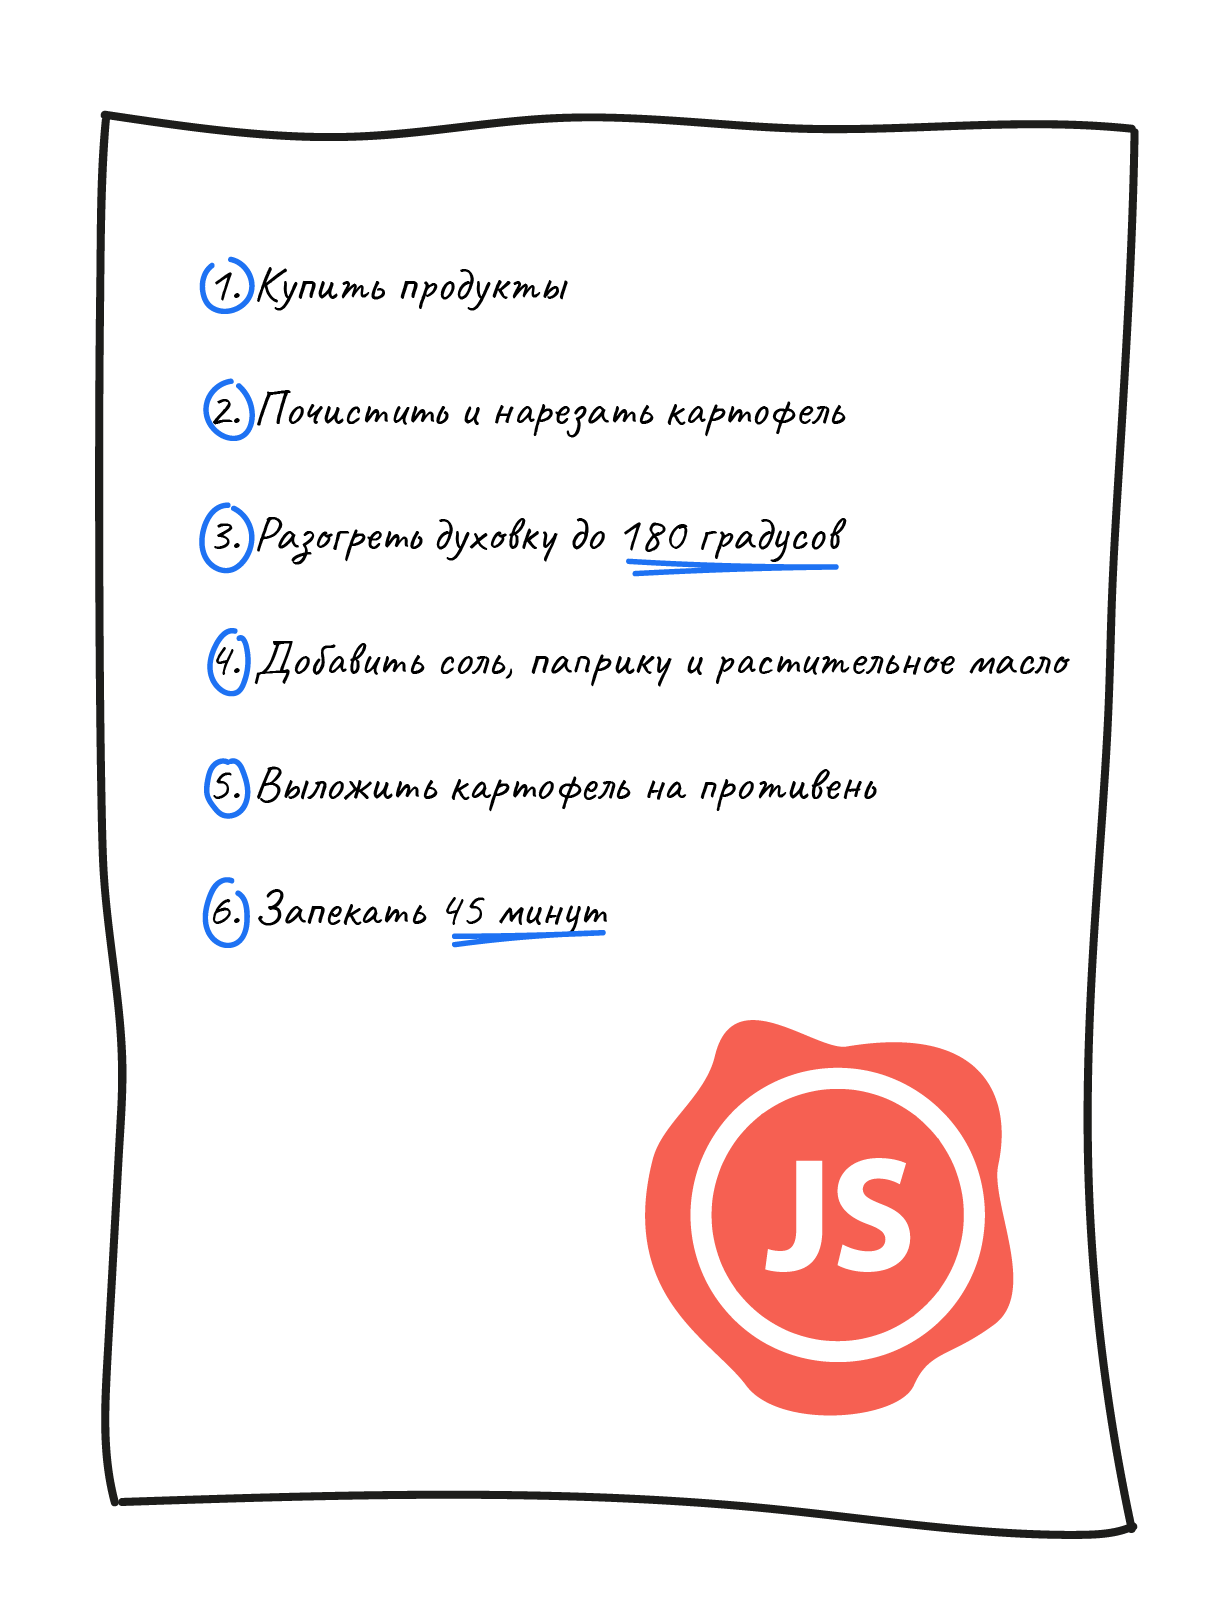 1. Купить продукты
2. Почистить и нарезать картофель
3. Разогреть духовку до 180 градусов
4. Добавить соль, паприку и растительное масло
5. Выложить картофель на противень
6. Запекать 45 минут
JS